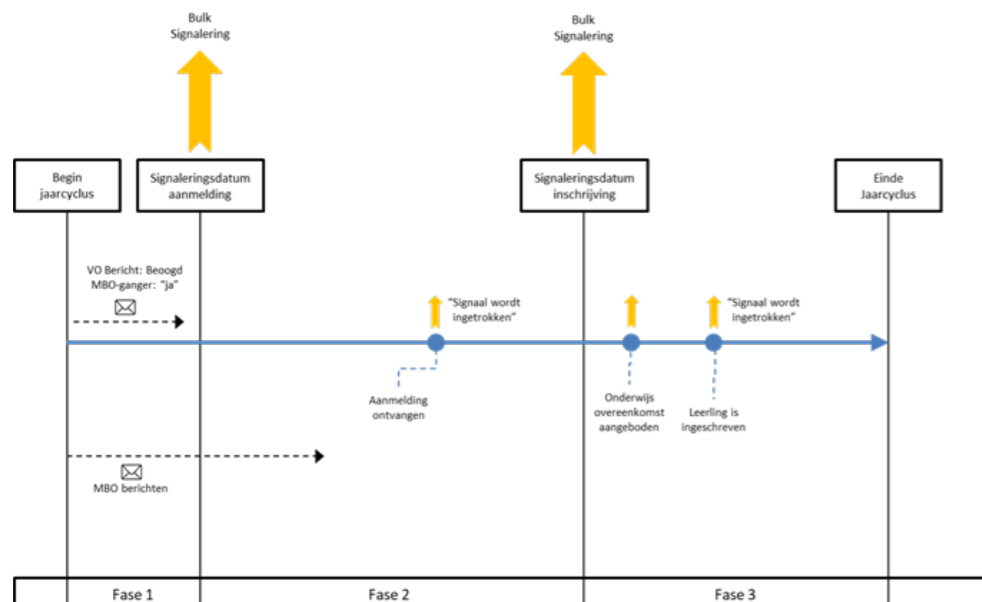 Bulk
Signalering
Bulk
Signalering
Begin
jaarcyclus
Signaleringsdatum
aanmelding
Signaleringsdatum
inschrijving
Einde
Jaarcyclus
VO Bericht: Beoogd
MBO-ganger: "ja"
"Signaal wordt
ingetrokken"
"Signaal wordt
ingetrokken"
Aanmelding
ontvangen
Onderwijs
overeenkomst
aangeboden
Leerling is
ingeschreven
MBO berichten
Fase 1
Fase 2
Fase 3